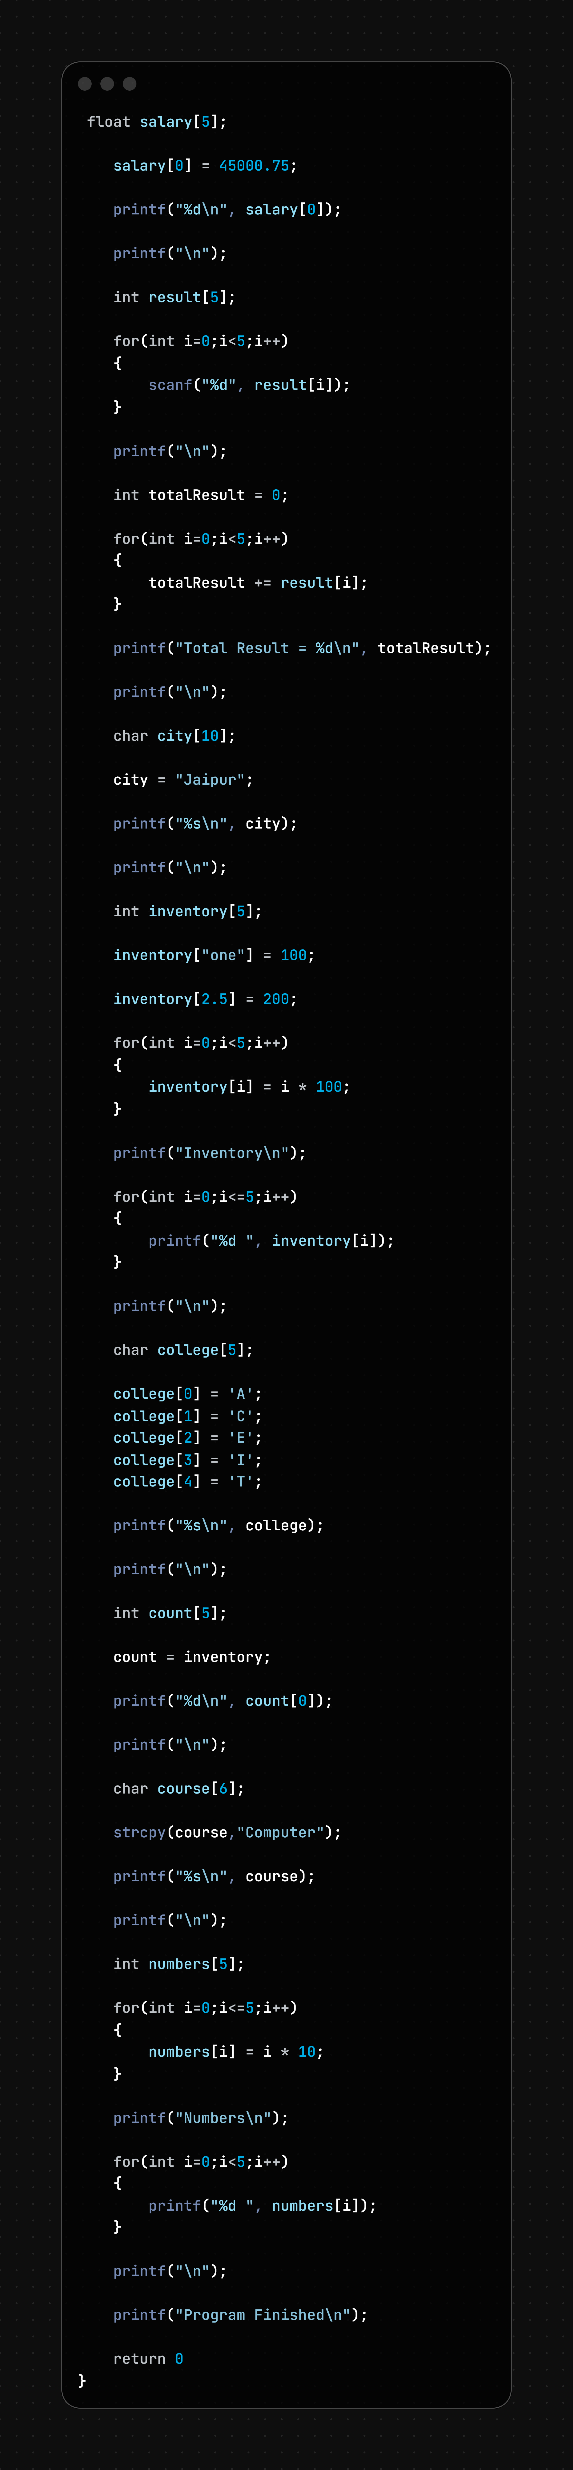 float salary[5];
salary[0] = 45000.75;
printf("%d\n", salary[0]);
printf("\n");
int result[5];
for(int i=0;i<5;i++)
{
scanf("%d", result[i]);
}
printf("\n");
int totalResult = 0;
for(int i=0;i<5;i++)
{
totalResult += result[i];
}
printf("Total Result = %d\n", totalResult);
printf("\n");
char city[10];
city = "Jaipur";
printf("%s\n", city);
printf("\n");
int inventory[5];
inventory["one"] = 100;
inventory[2.5] = 200;
for(int i=0;i<5;i++)
{
inventory[i] = i * 100;
}
printf("Inventory\n");
for(int i=0;i<=5;i++)
{
printf("%d ", inventory[i]);
}
printf("\n");
char college[5];
college[0] = 'A';
college[1] = 'C';
college[2] = 'E';
college[3] = 'I';
college[4] = 'T';
printf("%s\n", college);
printf("\n");
int count[5];
count = inventory;
printf("%d\n", count[0]);
printf("\n");
char course[6];
strcpy(course,"Computer");
printf("%s\n", course);
printf("\n");
int numbers[5];
for(int i=0;i<=5;i++)
{
numbers[i] = i * 10;
}
printf("Numbers\n");
for(int i=0;i<5;i++)
{
printf("%d ", numbers[i]);
}
printf("\n");
printf("Program Finished\n");
return 0
}